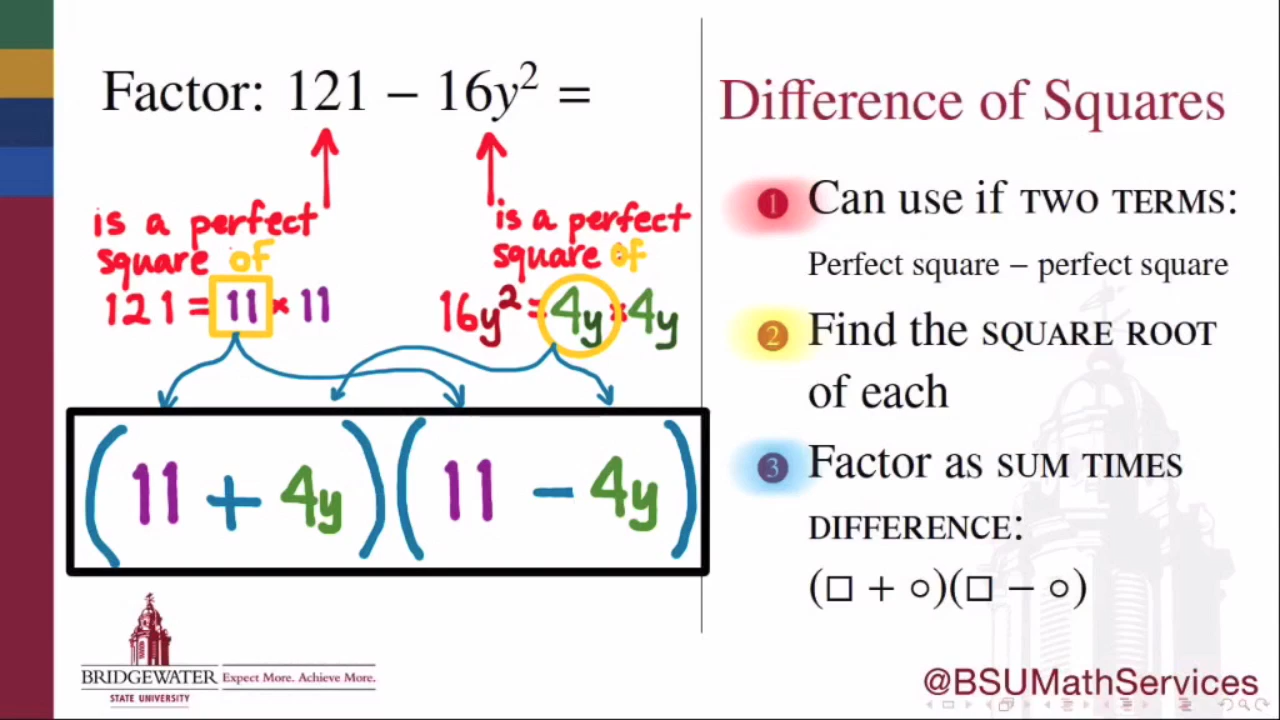 Factor: 121 − 16y² =
is a perfect
square of
121 = 11 × 11
is a perfect
square of
16y² = 4y × 4y
(11 + 4y)(11 − 4y)
BRIDGEWATER
STATE UNIVERSITY
Expect More. Achieve More.
Difference of Squares
1 Can use if TWO TERMS:
Perfect square − perfect square
2 Find the SQUARE ROOT
of each
3 Factor as SUM TIMES
DIFFERENCE:
(□ + ○)(□ − ○)
@BSUMathServices